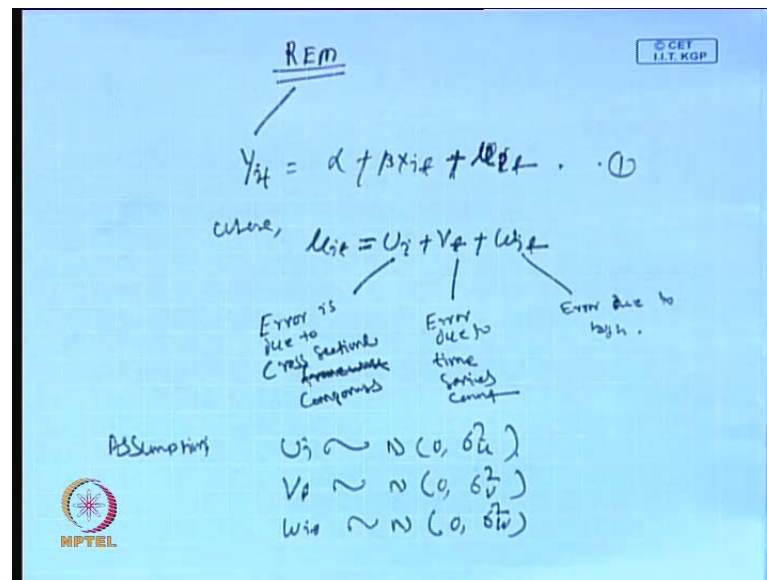 REM
© CET
I.I.T. KGP
Yit = α + βxit + uit . . ①
where, uit = Ui + Vt + wit
Error is due to Cross Sectional Components
Error due to time Series
Error due to both.
Assumptions
Ui ~ N (0, σ²u)
Vt ~ N (0, σ²v)
wit ~ N (0, σ²w)
NPTEL